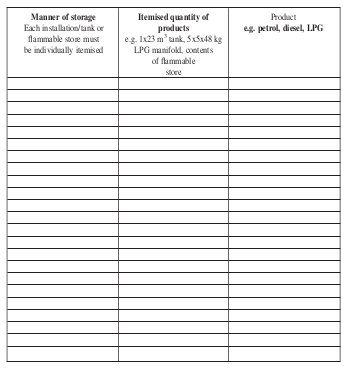 Manner of storage
Each installation/tank or
flammable store must
be individually itemised
Itemised quantity of
products
e.g. 1x23 m³ tank, 5x5x48 kg
LPG manifold, contents
of flammable
store
Product
e.g. petrol, diesel, LPG